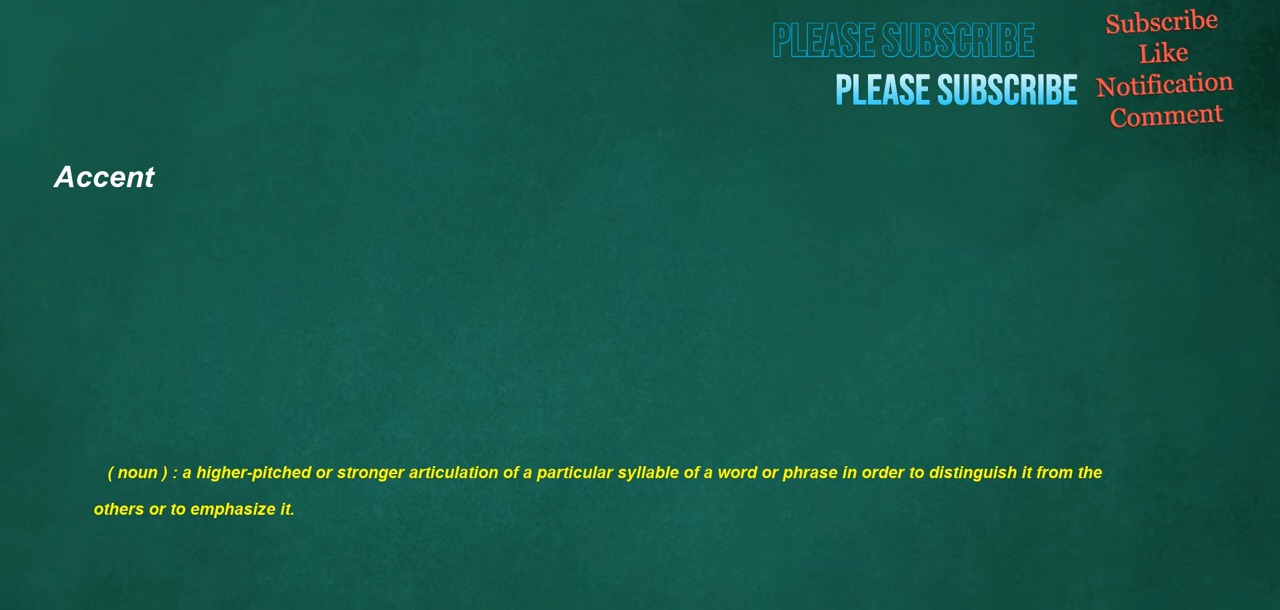 PLEASE SUBSCRIBE
PLEASE SUBSCRIBE
Subscribe
Like
Notification
Comment
Accent
( noun ) : a higher-pitched or stronger articulation of a particular syllable of a word or phrase in order to distinguish it from the
others or to emphasize it.